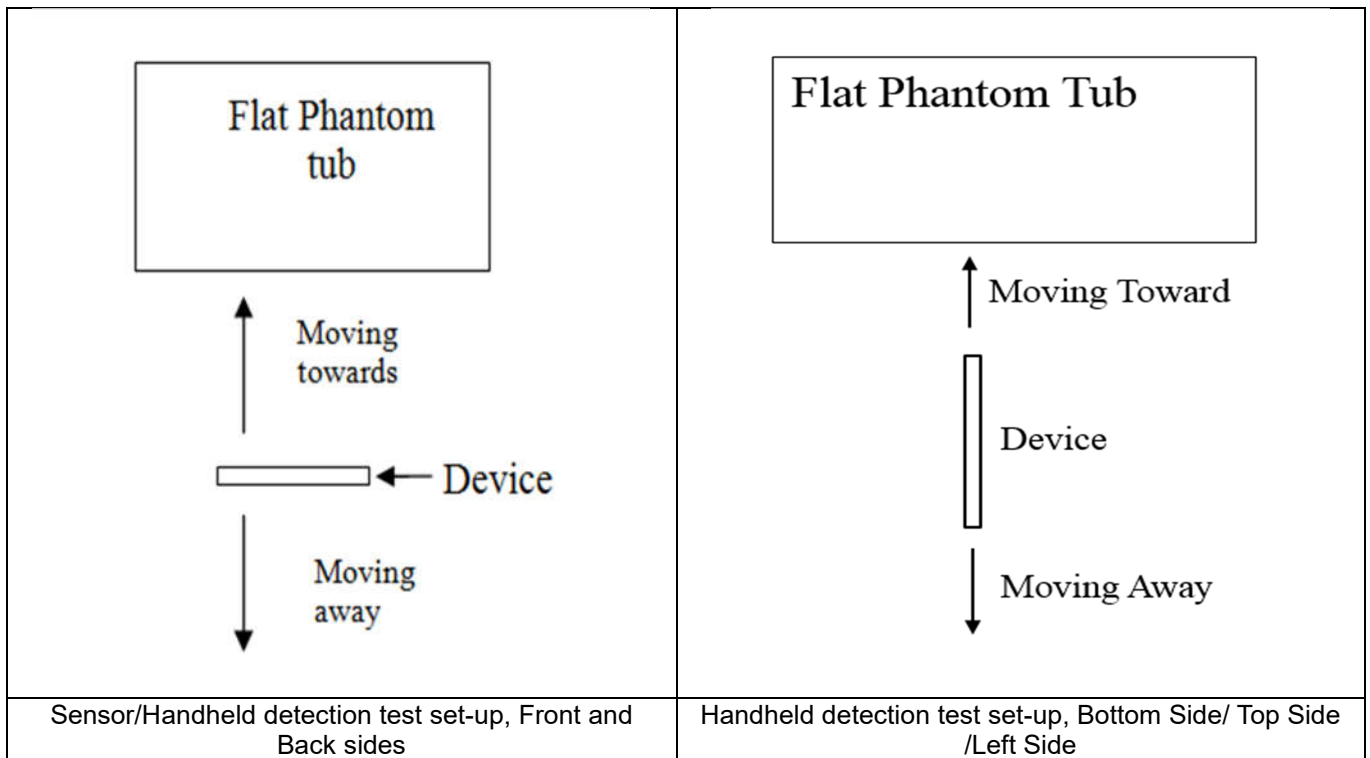 Flat Phantom
tub
Moving
towards
Device
Moving
away
Sensor/Handheld detection test set-up, Front and
Back sides
Flat Phantom Tub
Moving Toward
Device
Moving Away
Handheld detection test set-up, Bottom Side/ Top Side
/Left Side